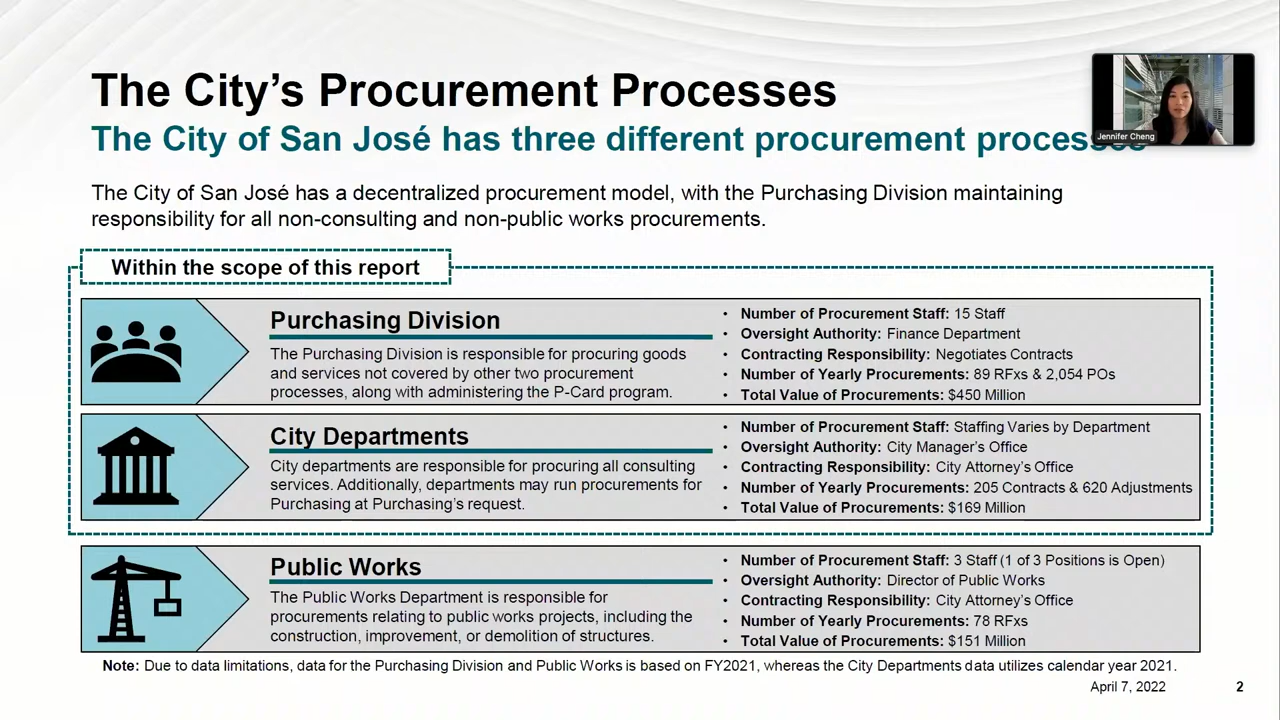 The City's Procurement Processes
The City of San José has three different procurement processes
Jennifer Cheng
The City of San José has a decentralized procurement model, with the Purchasing Division maintaining
responsibility for all non-consulting and non-public works procurements.
Within the scope of this report
Purchasing Division
The Purchasing Division is responsible for procuring goods
and services not covered by other two procurement
processes, along with administering the P-Card program.
• Number of Procurement Staff: 15 Staff
• Oversight Authority: Finance Department
• Contracting Responsibility: Negotiates Contracts
• Number of Yearly Procurements: 89 RFxs & 2,054 POs
• Total Value of Procurements: $450 Million
City Departments
City departments are responsible for procuring all consulting
services. Additionally, departments may run procurements for
Purchasing at Purchasing's request.
• Number of Procurement Staff: Staffing Varies by Department
• Oversight Authority: City Manager's Office
• Contracting Responsibility: City Attorney's Office
• Number of Yearly Procurements: 205 Contracts & 620 Adjustments
• Total Value of Procurements: $169 Million
Public Works
The Public Works Department is responsible for
procurements relating to public works projects, including the
construction, improvement, or demolition of structures.
• Number of Procurement Staff: 3 Staff (1 of 3 Positions is Open)
• Oversight Authority: Director of Public Works
• Contracting Responsibility: City Attorney's Office
• Number of Yearly Procurements: 78 RFxs
• Total Value of Procurements: $151 Million
Note: Due to data limitations, data for the Purchasing Division and Public Works is based on FY2021, whereas the City Departments data utilizes calendar year 2021.
April 7, 2022
2